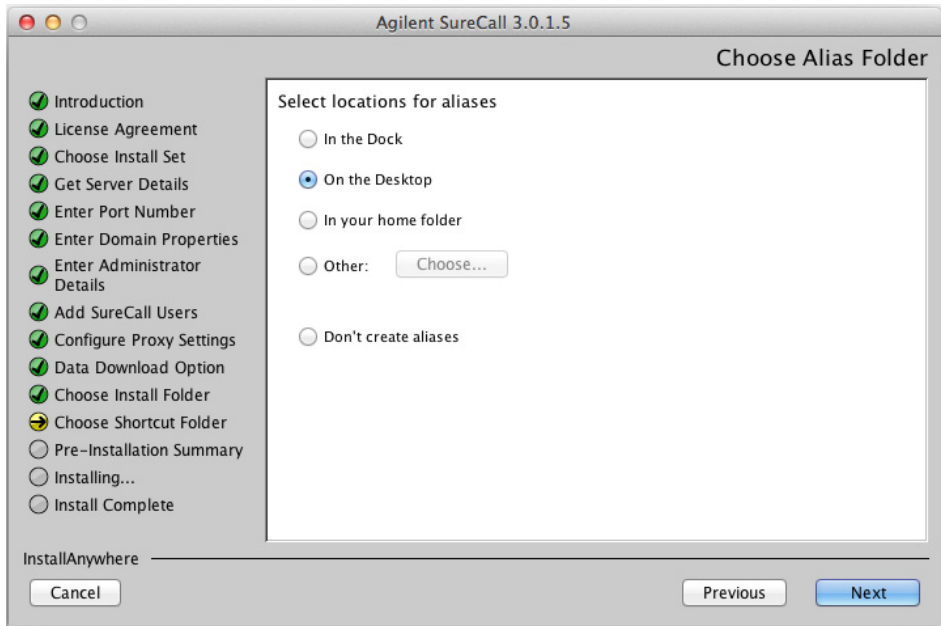 Agilent SureCall 3.0.1.5
Choose Alias Folder
Introduction
License Agreement
Choose Install Set
Get Server Details
Enter Port Number
Enter Domain Properties
Enter Administrator
Details
Add SureCall Users
Configure Proxy Settings
Data Download Option
Choose Install Folder
Choose Shortcut Folder
Pre-Installation Summary
Installing...
Install Complete
Select locations for aliases
In the Dock
On the Desktop
In your home folder
Other: Choose...
Don't create aliases
InstallAnywhere
Cancel Previous Next